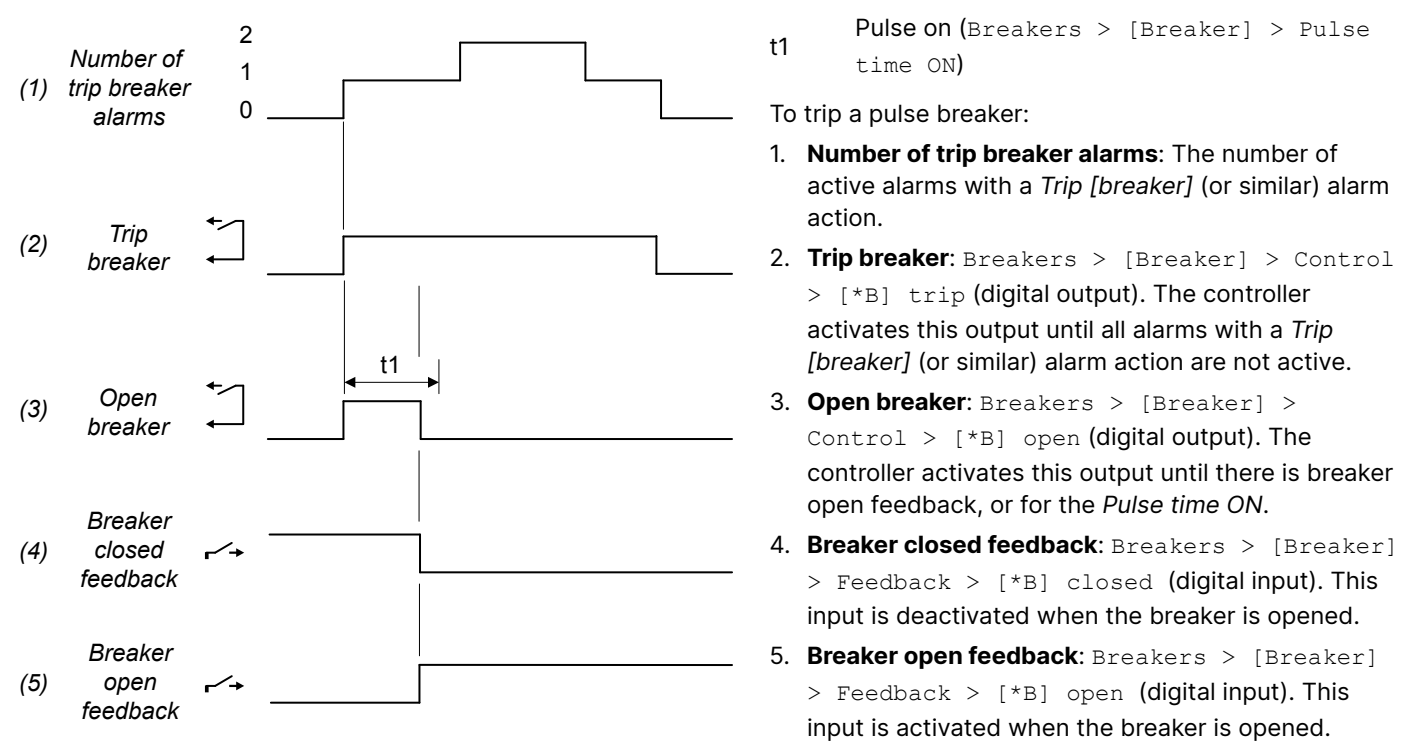 2
1
0
(1)
Number of
trip breaker
alarms
(2)
Trip
breaker
t1
(3)
Open
breaker
(4)
Breaker
closed
feedback
(5)
Breaker
open
feedback
t1
Pulse on (Breakers > [Breaker] > Pulse
time ON)
To trip a pulse breaker:
1. Number of trip breaker alarms: The number of
active alarms with a Trip [breaker] (or similar) alarm
action.
2. Trip breaker: Breakers > [Breaker] > Control
> [*B] trip (digital output). The controller
activates this output until all alarms with a Trip
[breaker] (or similar) alarm action are not active.
3. Open breaker: Breakers > [Breaker] >
Control > [*B] open (digital output). The
controller activates this output until there is breaker
open feedback, or for the Pulse time ON.
4. Breaker closed feedback: Breakers > [Breaker]
> Feedback > [*B] closed (digital input). This
input is deactivated when the breaker is opened.
5. Breaker open feedback: Breakers > [Breaker]
> Feedback > [*B] open (digital input). This
input is activated when the breaker is opened.